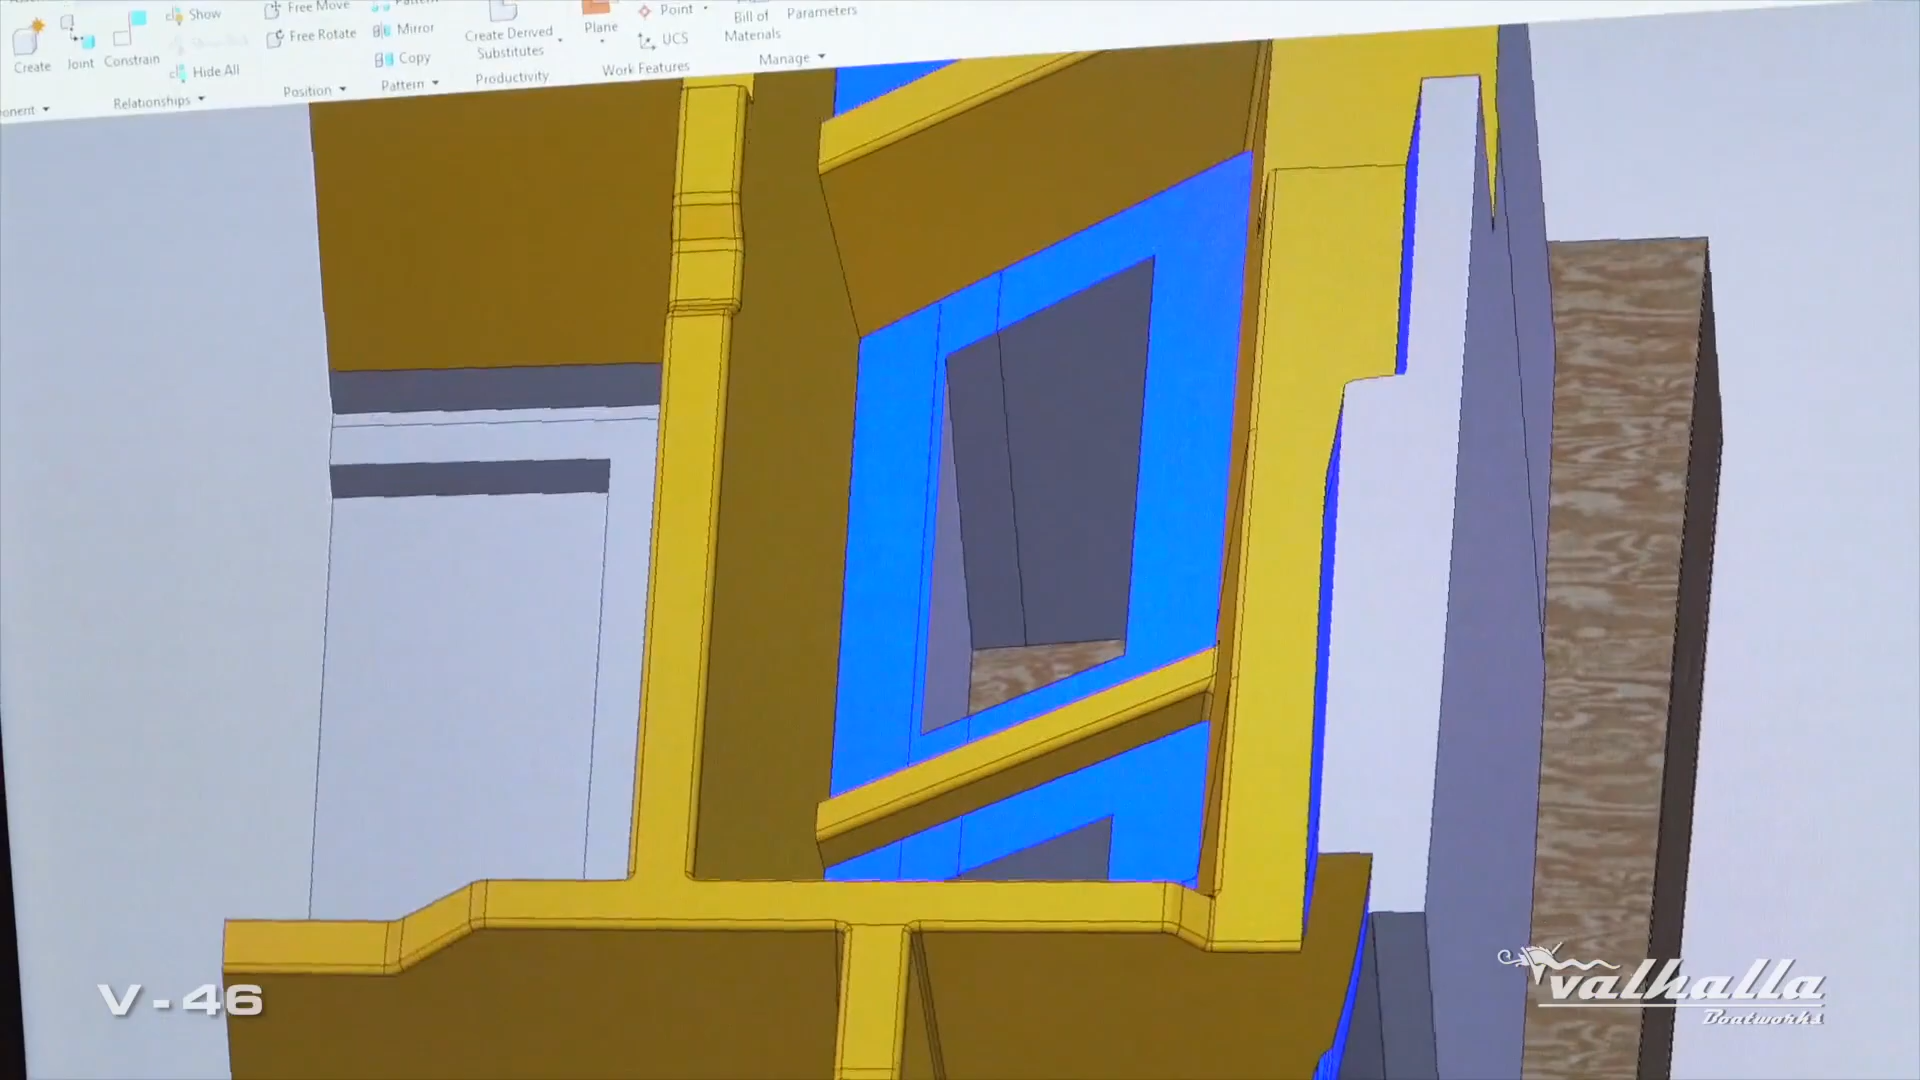 Show
Free Move
Free Rotate
Mirror
Copy
Create Derived
Substitutes
Plane
Point
UCS
Bill of
Materials
Parameters
Create
Joint
Constrain
Hide All
Relationships
Position
Pattern
Productivity
Work Features
Manage
V-46
valhalla
Boatworks